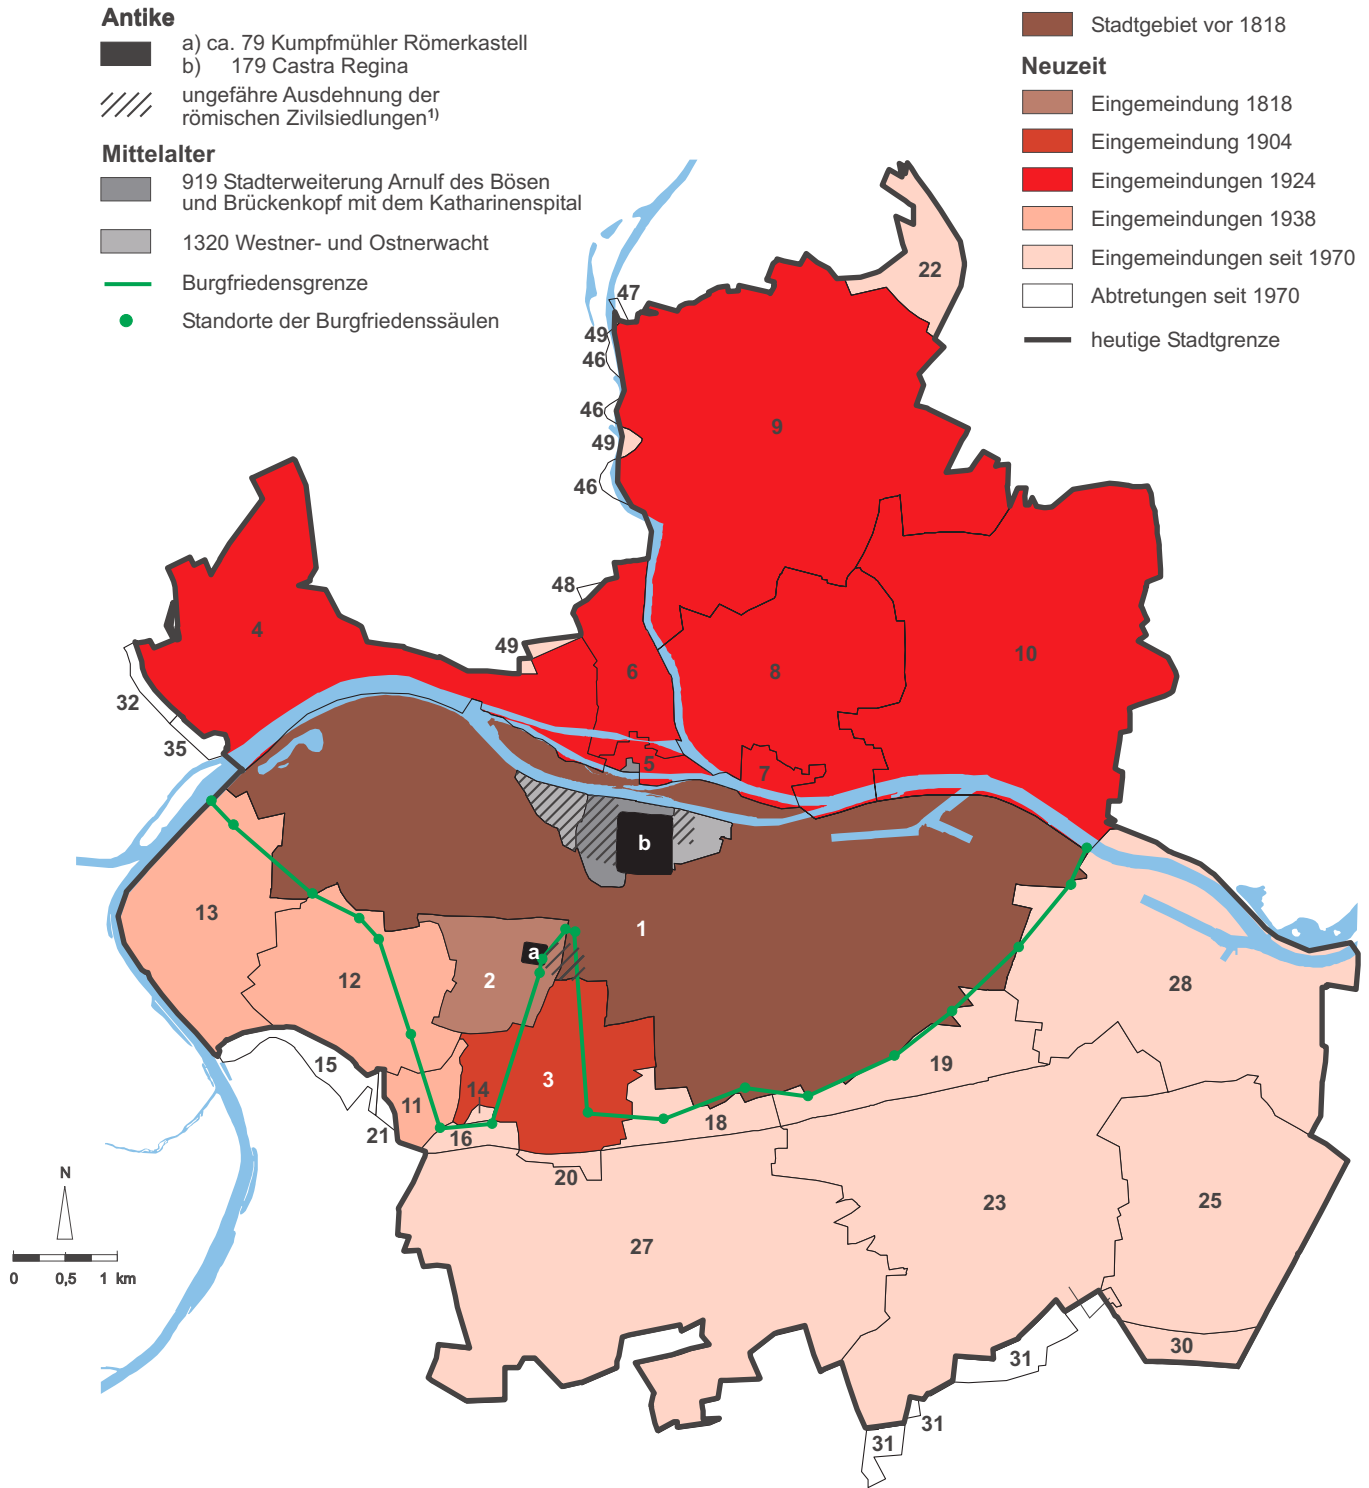 Antike
a) ca. 79 Kumpfmühler Römerkastell
b) 179 Castra Regina
ungefähre Ausdehnung der
römischen Zivilsiedlungen¹⁾
Mittelalter
919 Stadterweiterung Arnulf des Bösen
und Brückenkopf mit dem Katharinenspital
1320 Westner- und Ostnerwacht
Burgfriedensgrenze
Standorte der Burgfriedenssäulen
Stadtgebiet vor 1818
Neuzeit
Eingemeindung 1818
Eingemeindung 1904
Eingemeindungen 1924
Eingemeindungen 1938
Eingemeindungen seit 1970
Abtretungen seit 1970
heutige Stadtgrenze
22
47
49
46
46
9
49
46
48
4
49
6
8
10
32
35
5
7
b
13
1
a
12
2
28
15
19
3
14
11
18
21
16
20
23
25
27
30
31
31
31
N
0 0,5 1 km